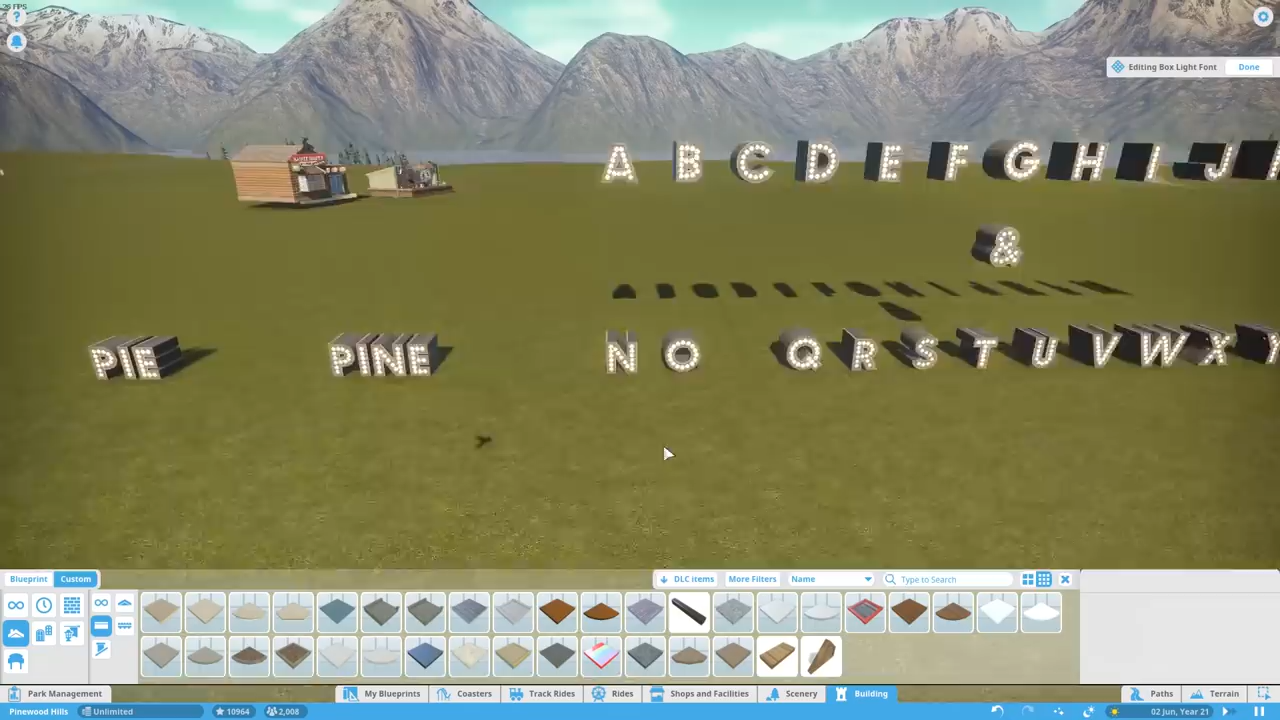 26 FPS
Editing Box Light Font Done
A B C D E F G H I J
&
PIE PINE N O Q R S T U V W X Y
Blueprint Custom DLC items More Filters Name Type to Search
Park Management My Blueprints Coasters Track Rides Rides Shops and Facilities Scenery Building Paths Terrain
Pinewood Hills Unlimited 10964 2,008 02 Jun, Year 21